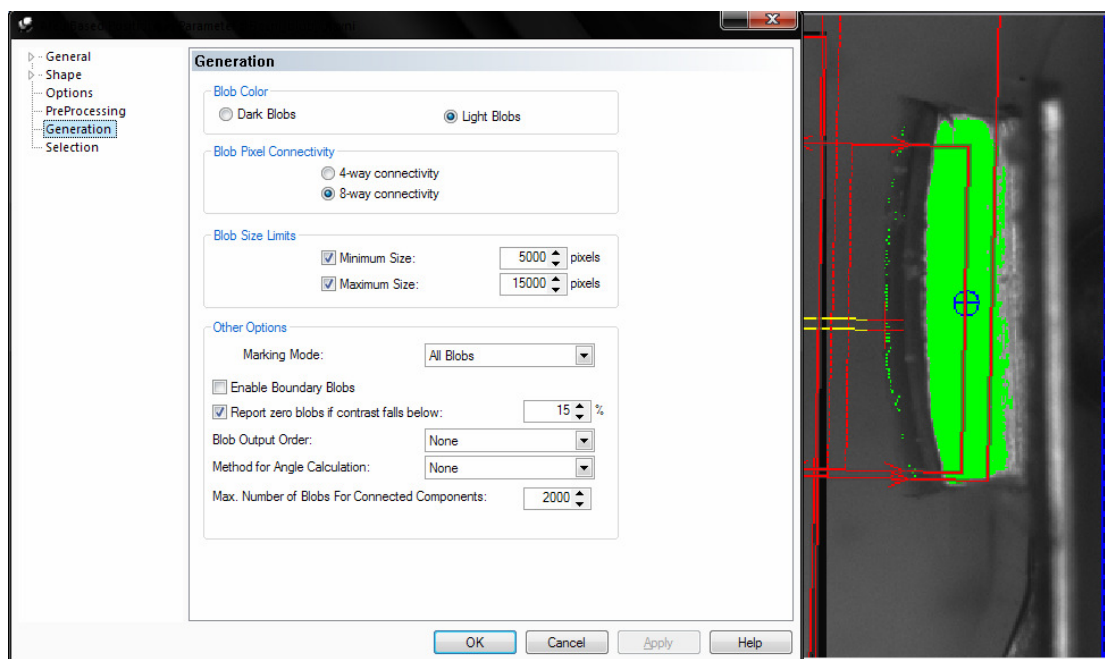 General
Shape
Options
PreProcessing
Generation
Selection
Generation
Blob Color
Dark Blobs
Light Blobs
Blob Pixel Connectivity
4-way connectivity
8-way connectivity
Blob Size Limits
Minimum Size: 5000 pixels
Maximum Size: 15000 pixels
Other Options
Marking Mode: All Blobs
Enable Boundary Blobs
Report zero blobs if contrast falls below: 15 %
Blob Output Order: None
Method for Angle Calculation: None
Max. Number of Blobs For Connected Components: 2000
OK Cancel Apply Help